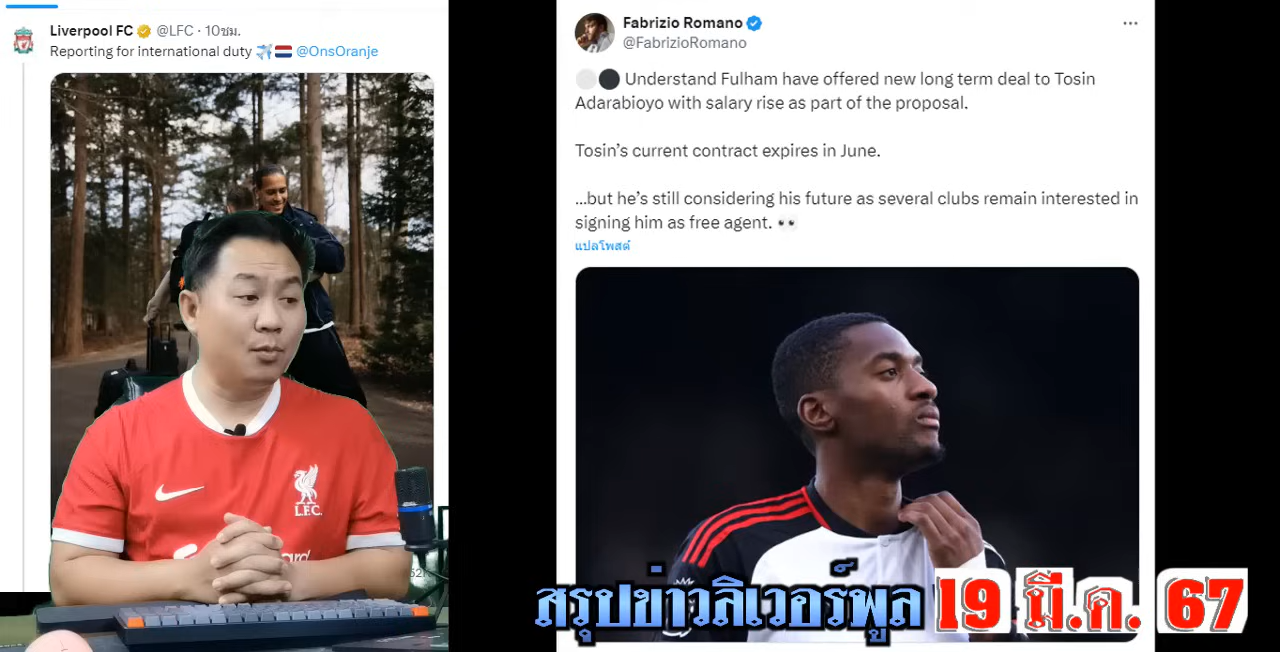 Liverpool FC @LFC · 10ชม.
Reporting for international duty @OnsOranje
L.F.C.
Fabrizio Romano
@FabrizioRomano
Understand Fulham have offered new long term deal to Tosin
Adarabioyo with salary rise as part of the proposal.
Tosin's current contract expires in June.
...but he's still considering his future as several clubs remain interested in
signing him as free agent.
แปลโพสต์
สรุปข่าวลิเวอร์พูล 19 มี.ค. 67